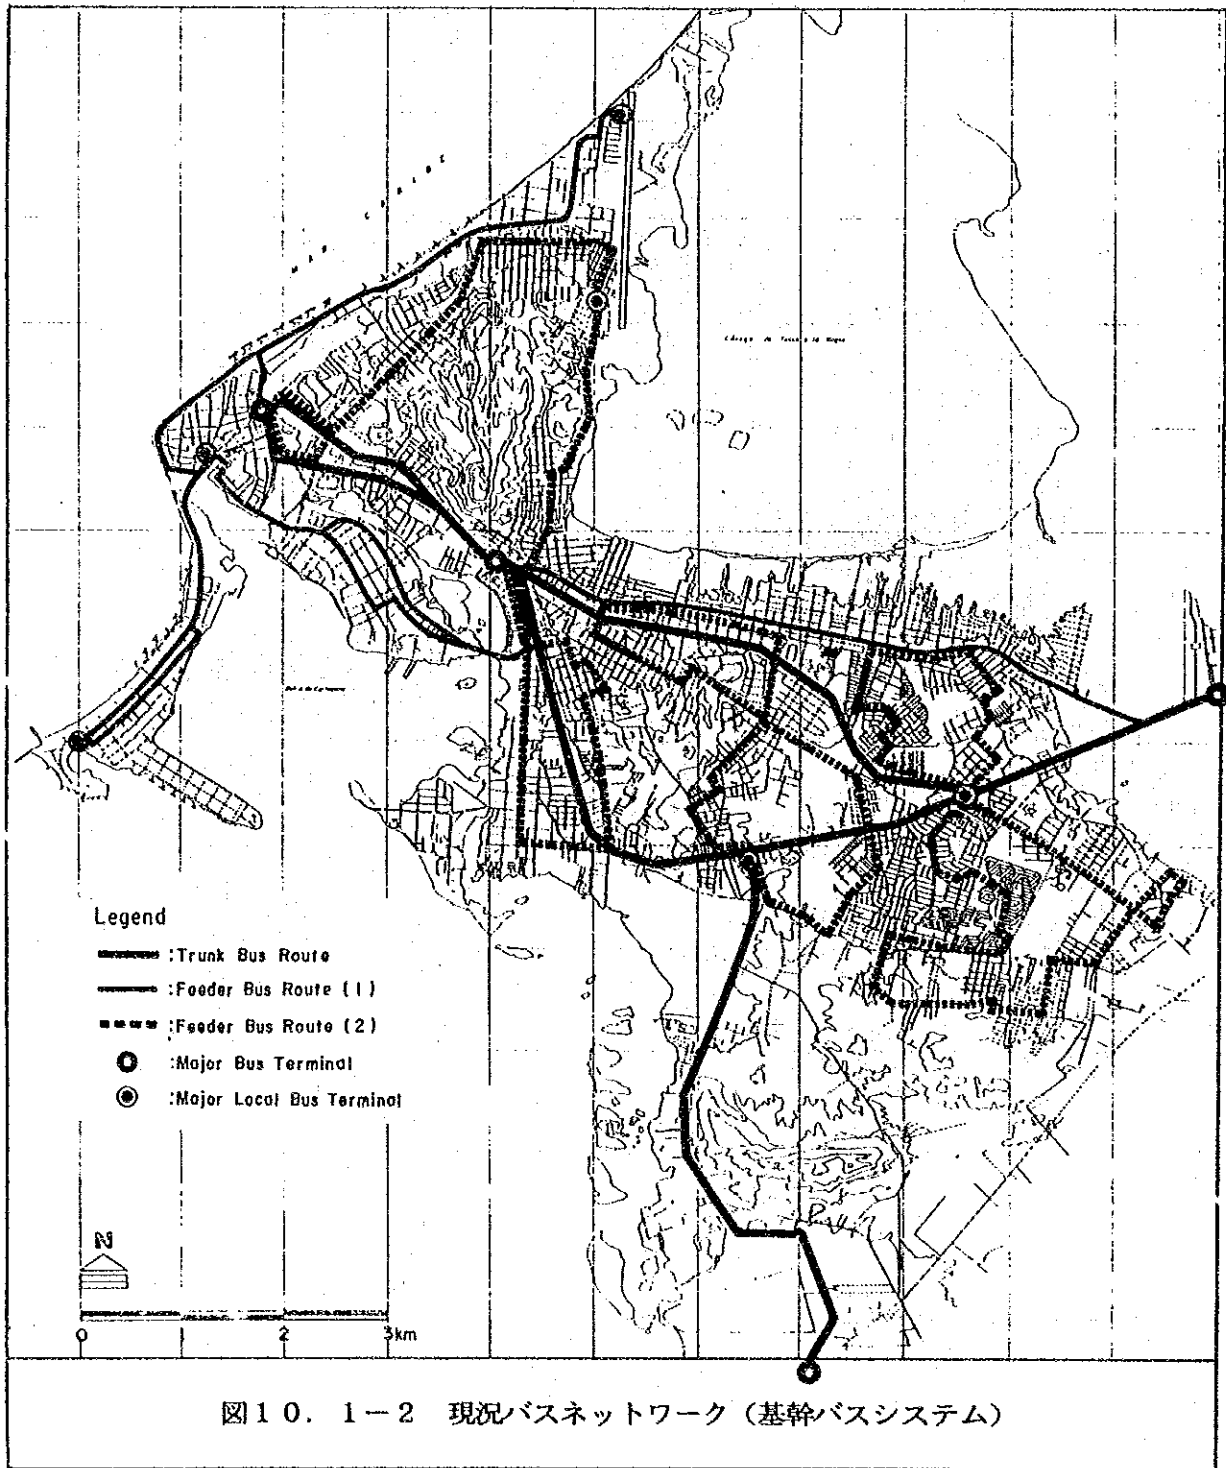 MAR CARIBE
Legend
:Trunk Bus Route
:Feeder Bus Route (1)
:Feeder Bus Route (2)
:Major Bus Terminal
:Major Local Bus Terminal
N
0 1 2 3km
図10.1-2 現況バスネットワーク(基幹バスシステム)